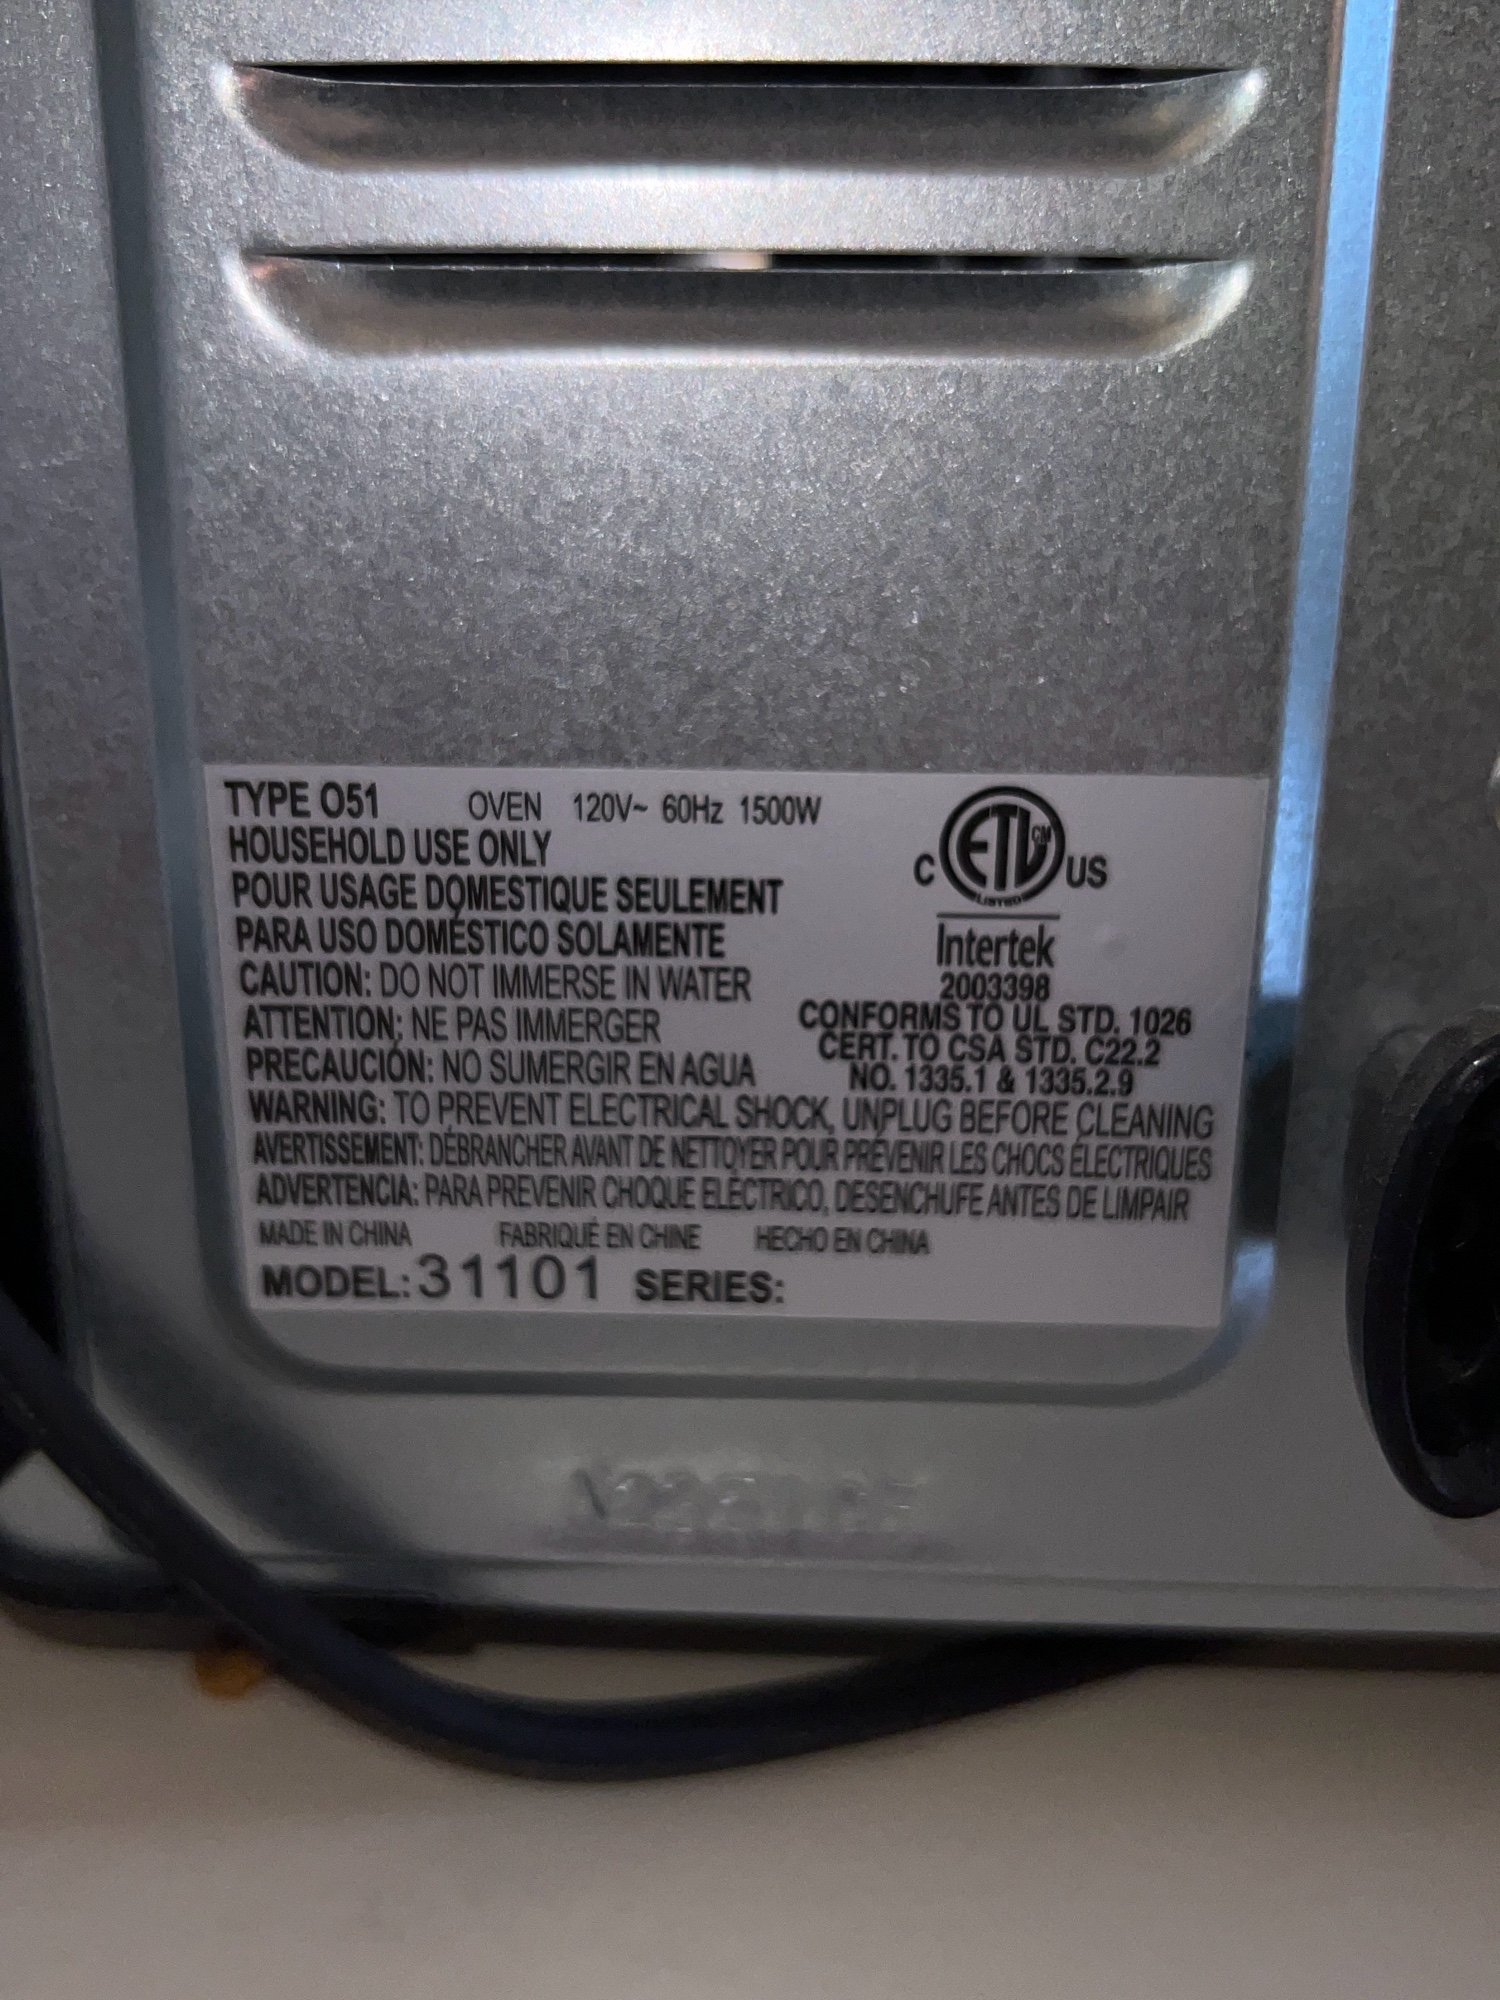 TYPE O51 OVEN 120V~ 60Hz 1500W
HOUSEHOLD USE ONLY
POUR USAGE DOMESTIQUE SEULEMENT
PARA USO DOMÉSTICO SOLAMENTE
CAUTION: DO NOT IMMERSE IN WATER
ATTENTION: NE PAS IMMERGER
PRECAUCIÓN: NO SUMERGIR EN AGUA
C ETL CM US
LISTED
Intertek
2003398
CONFORMS TO UL STD. 1026
CERT. TO CSA STD. C22.2
NO. 1335.1 & 1335.2.9
WARNING: TO PREVENT ELECTRICAL SHOCK, UNPLUG BEFORE CLEANING
AVERTISSEMENT: DÉBRANCHER AVANT DE NETTOYER POUR PRÉVENIR LES CHOCS ÉLECTRIQUES
ADVERTENCIA: PARA PREVENIR CHOQUE ELÉCTRICO, DESENCHUFE ANTES DE LIMPIAR
MADE IN CHINA FABRIQUÉ EN CHINE HECHO EN CHINA
MODEL: 31101 SERIES: